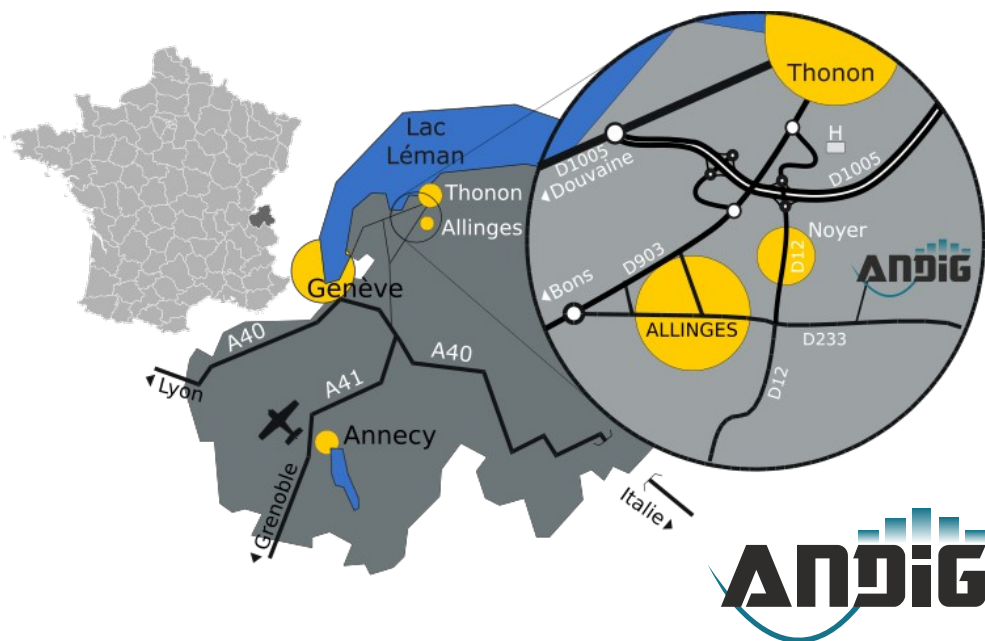 Lac
Léman
Thonon
Allinges
Genève
A40
A40
A41
Lyon
Annecy
Grenoble
Italie
Thonon
H
D1005
Douvaine
D1005
Noyer
D12
D903
Bons
ANDIG
ALLINGES
D233
D12
ANDIG